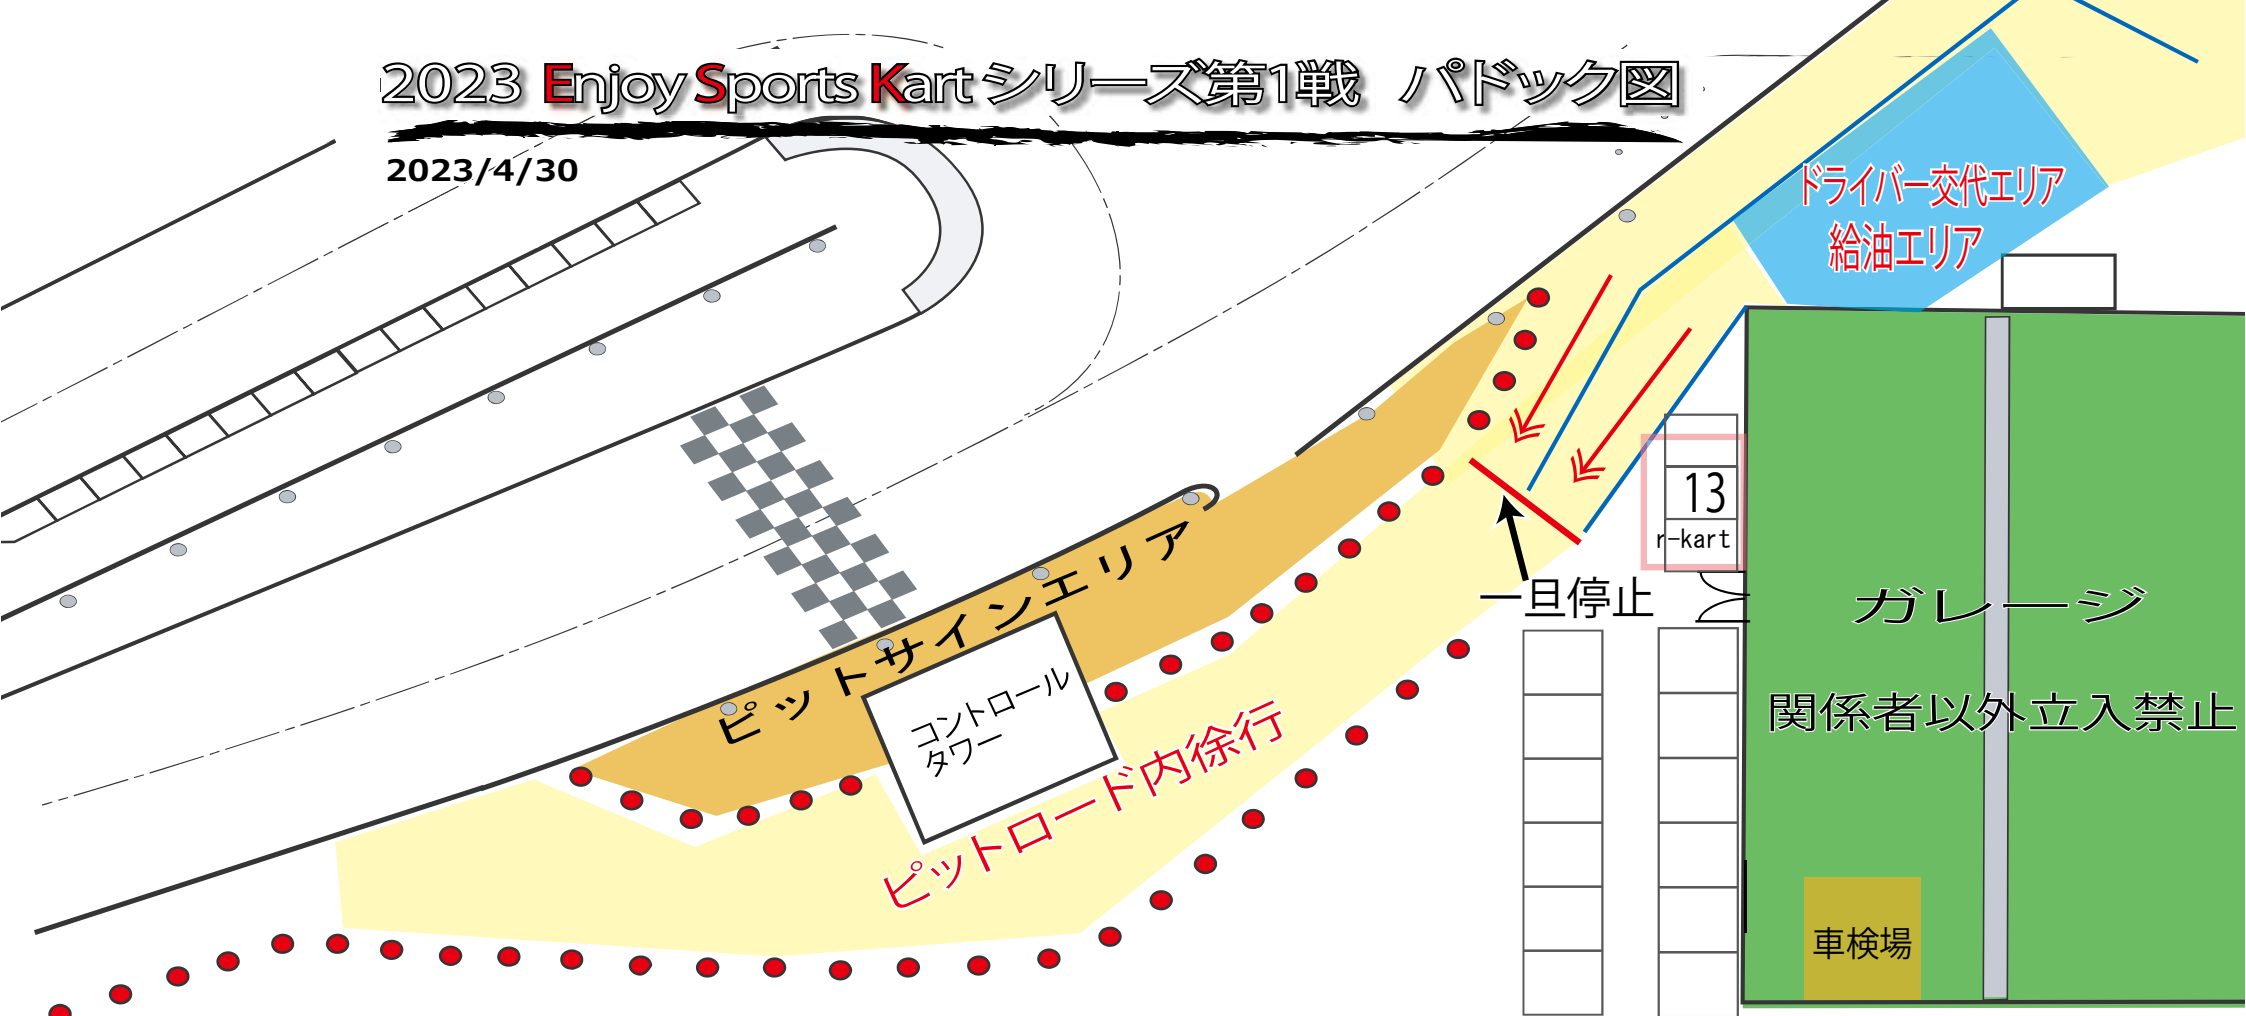 2023 Enjoy Sports Kart シリーズ第1戦 パドック図
2023/4/30
ドライバー交代エリア
給油エリア
13
r-kart
一旦停止
ピットサインエリア
コントロール
タワー
ピットロード内徐行
ガレージ
関係者以外立入禁止
車検場